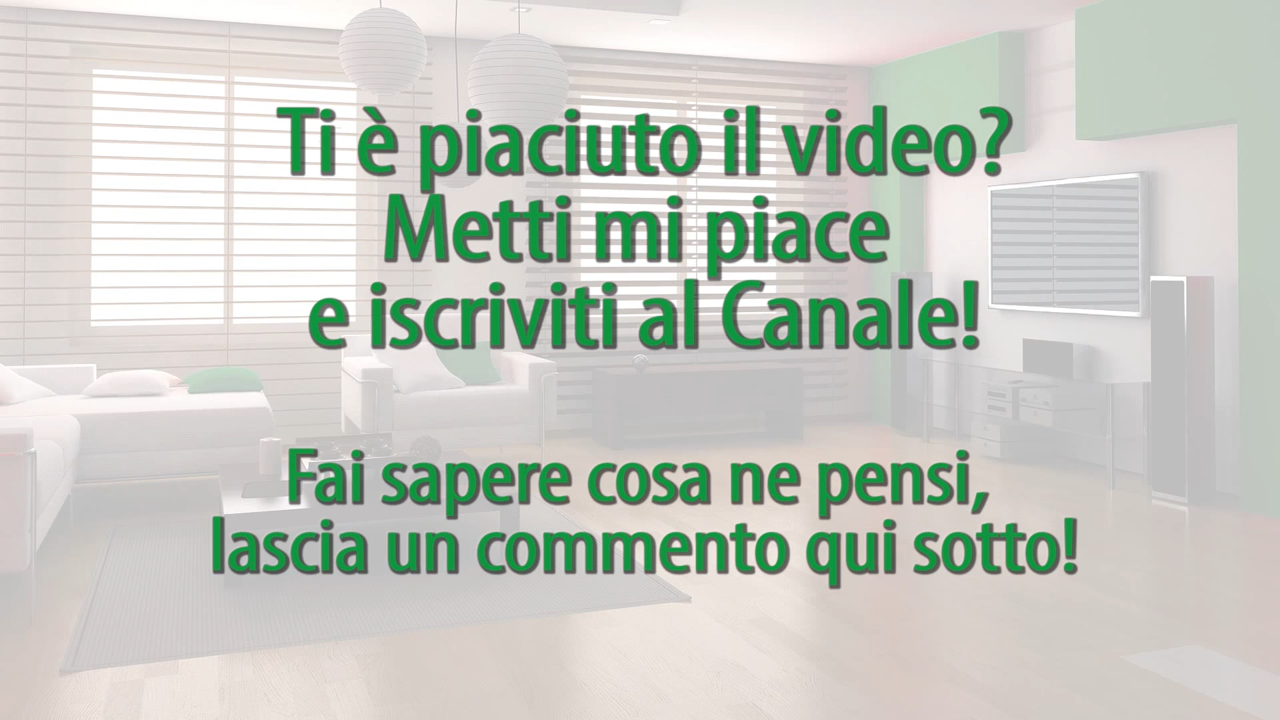 Ti è piaciuto il video?
Metti mi piace
e iscriviti al Canale!
Fai sapere cosa ne pensi,
lascia un commento qui sotto!